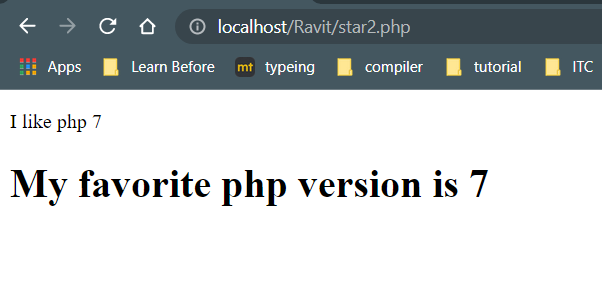 localhost/Ravit/star2.php
Apps Learn Before mt typeing compiler tutorial ITC
I like php 7
My favorite php version is 7